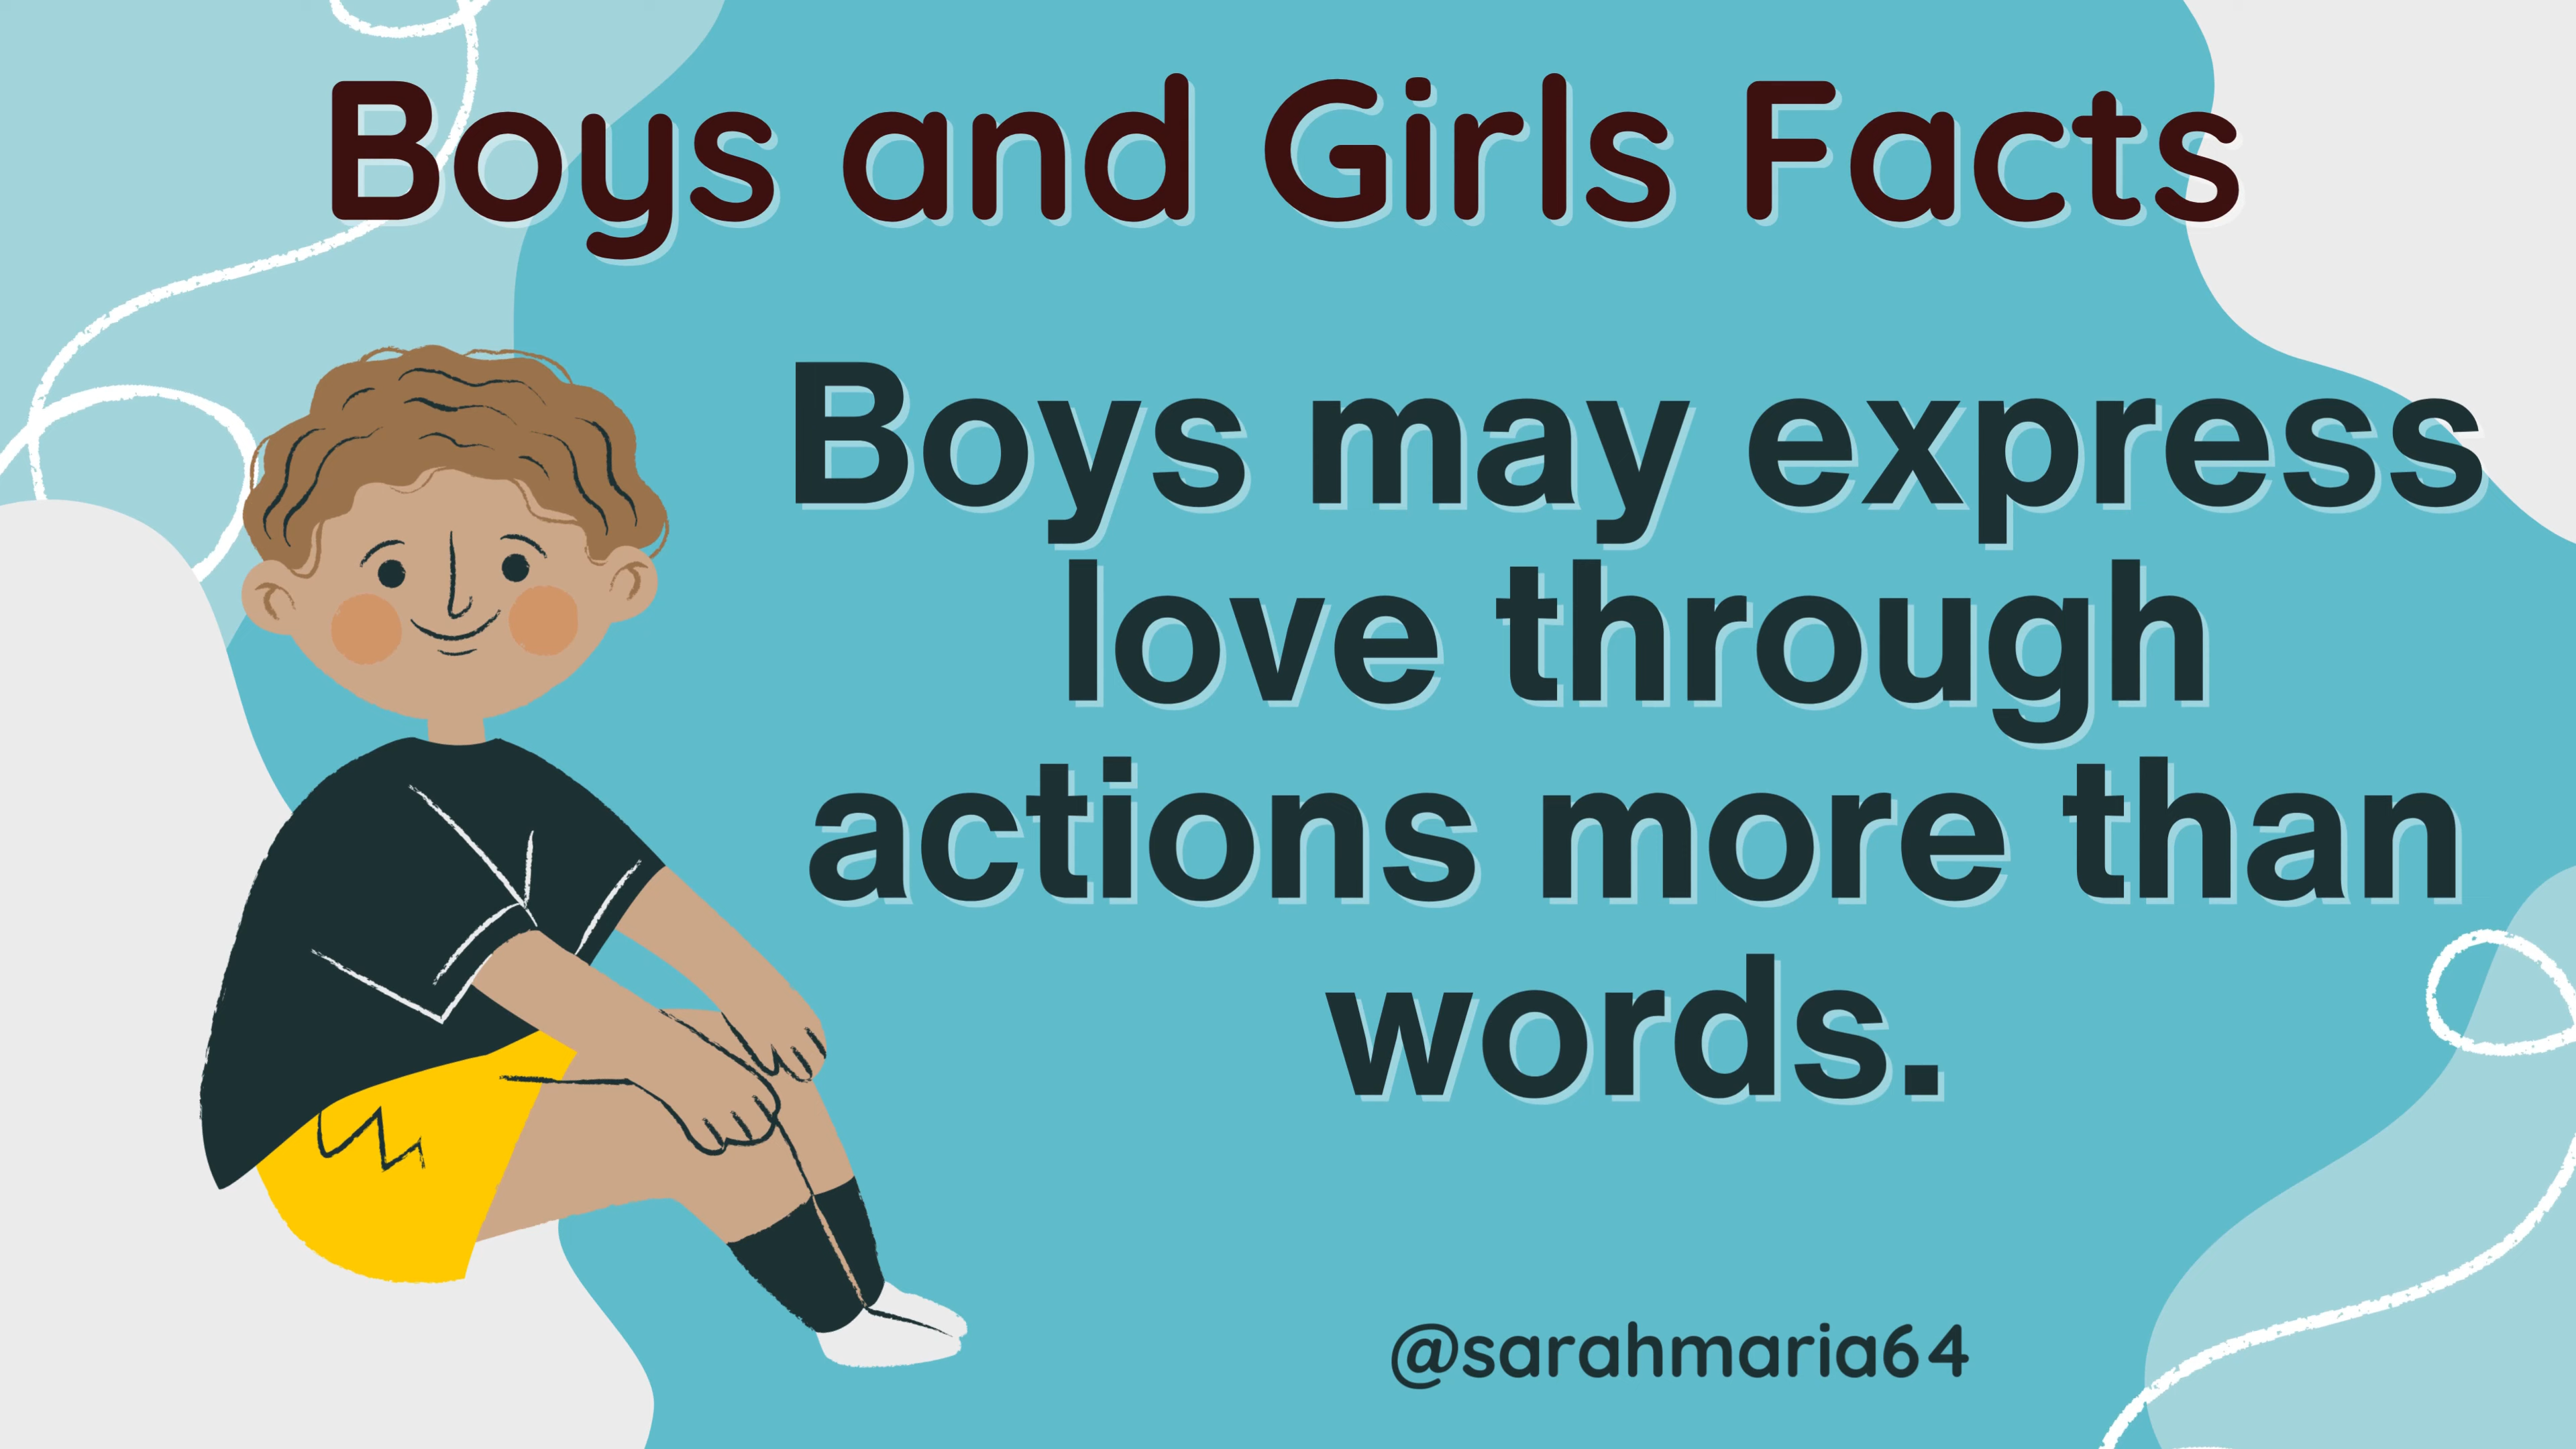 Boys and Girls Facts
Boys may express
love through
actions more than
words.
@sarahmaria64